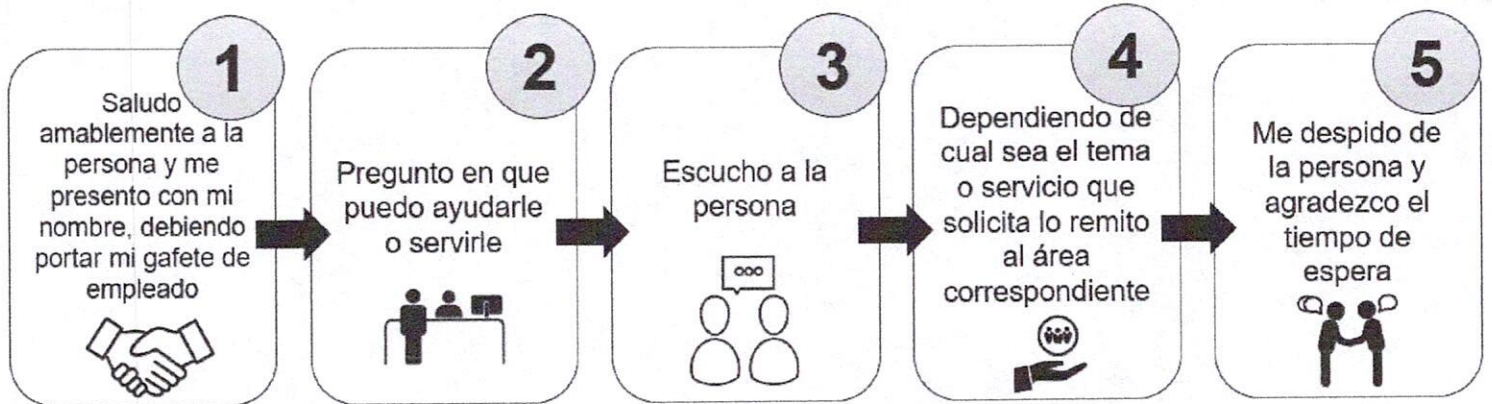 1
Saludo
amablemente a la
persona y me
presento con mi
nombre, debiendo
portar mi gafete de
empleado
2
Pregunto en que
puedo ayudarle
o servirle
3
Escucho a la
persona
4
Dependiendo de
cual sea el tema
o servicio que
solicita lo remito
al área
correspondiente
5
Me despido de
la persona y
agradezco el
tiempo de
espera